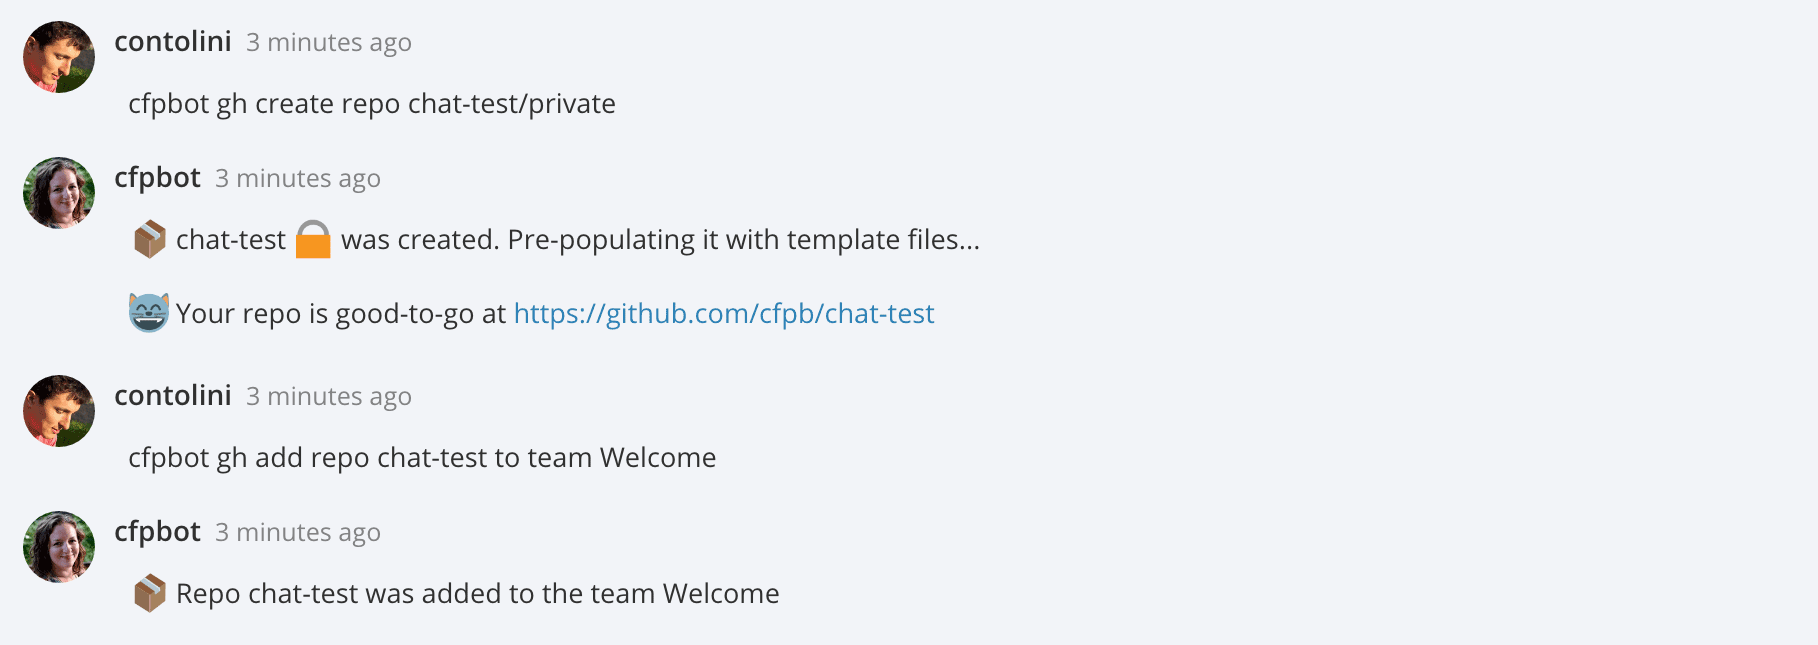 contolini 3 minutes ago
cfpbot gh create repo chat-test/private
cfpbot 3 minutes ago
chat-test was created. Pre-populating it with template files...
Your repo is good-to-go at https://github.com/cfpb/chat-test
contolini 3 minutes ago
cfpbot gh add repo chat-test to team Welcome
cfpbot 3 minutes ago
Repo chat-test was added to the team Welcome